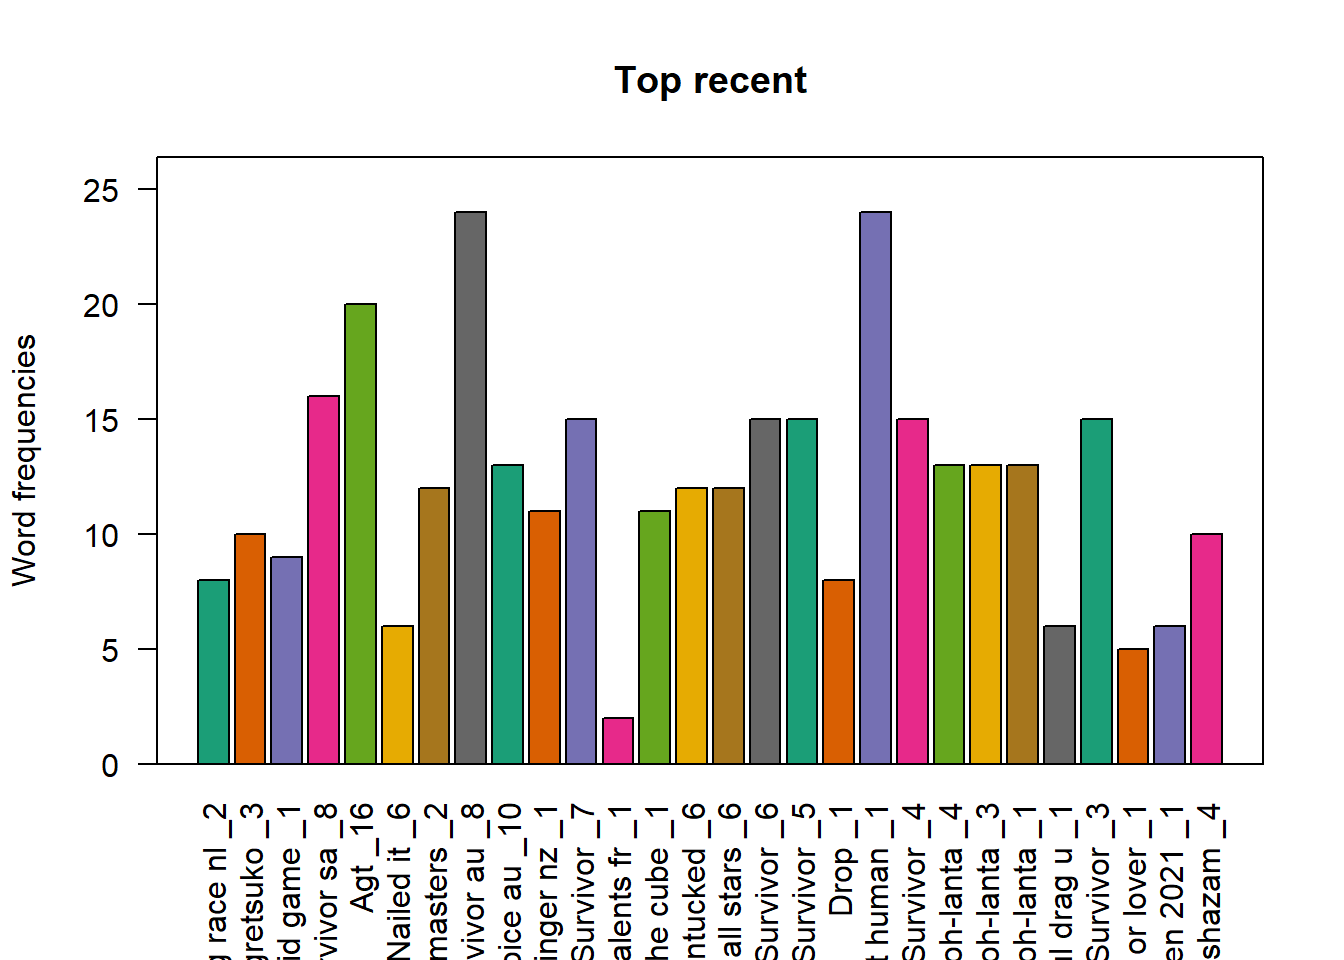 Top recent
Word frequencies
25
20
15
10
5
0
g race nl _2
gretsuko _3
id game _1
rvivor sa _8
Agt _16
Nailed it _6
masters _2
vivor au _8
oice au _10
inger nz _1
Survivor _7
alents fr _1
he cube _1
ntucked _6
all stars _6
Survivor _6
Survivor _5
Drop _1
t human _1
Survivor _4
oh-lanta _4
oh-lanta _3
oh-lanta _1
al drag u _1
Survivor _3
or lover _1
en 2021 _1
shazam _4